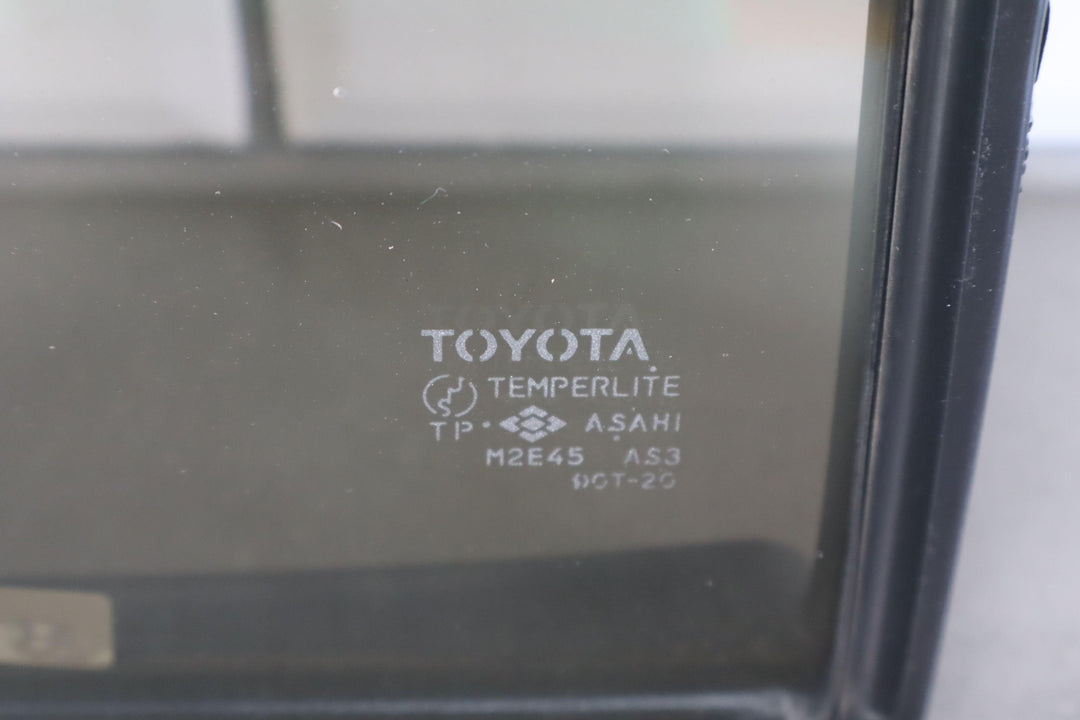 TOYOTA
TEMPERLITE
TP· ASAHI
M2E45 AS3
DOT-20